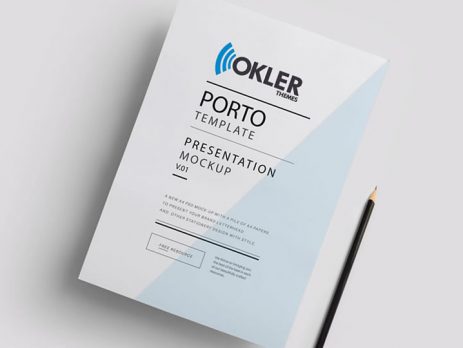 OKLER
THEMES
PORTO
TEMPLATE
PRESENTATION
MOCKUP
V.01
A NEW A4 PSD MOCK-UP WITH A PILE OF A4 PAPERS
TO PRESENT YOUR BRAND LETTERHEAD
AND OTHER STATIONERY DESIGN WITH STYLE.
FREE RESOURCE